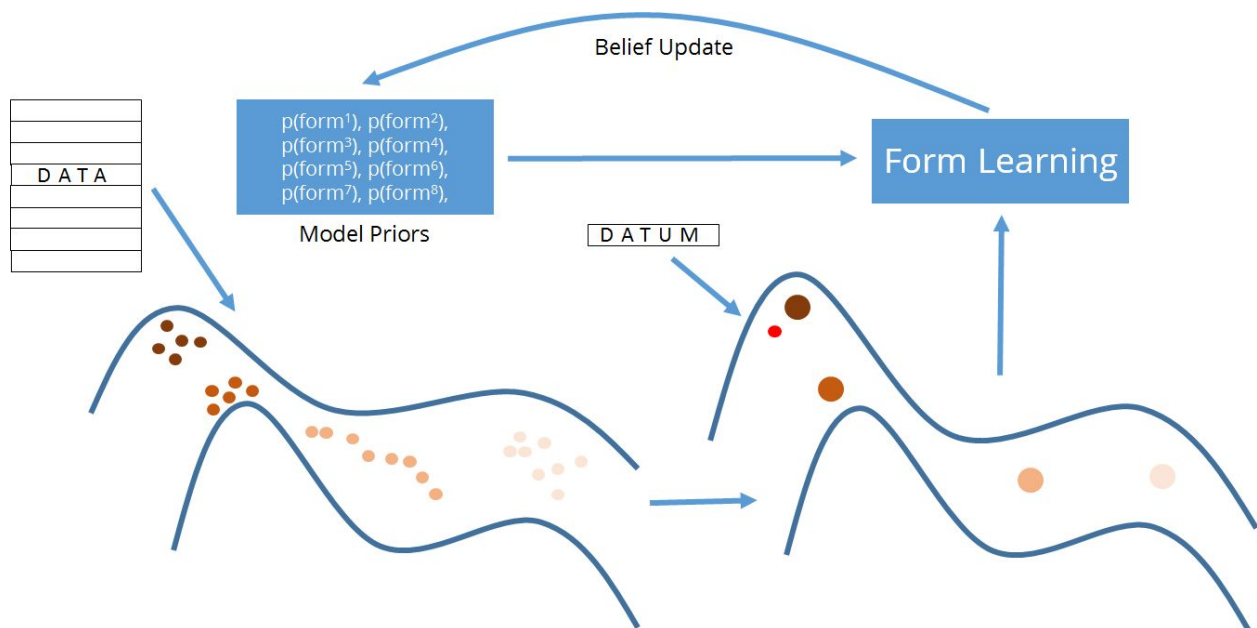 Belief Update
p(form¹), p(form²),
p(form³), p(form⁴),
p(form⁵), p(form⁶),
p(form⁷), p(form⁸),
Form Learning
DATA
Model Priors
DATUM